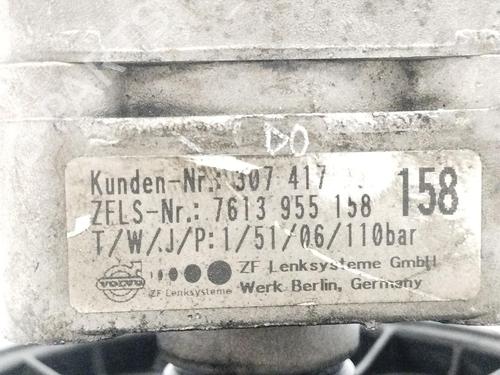 DO
Kunden-Nr.: 307 417
158
ZFLS-Nr.: 7613 955 158
T/W/J/P: 1/51/06/110bar
VOLVO
ZF Lenksysteme
ZF Lenksysteme GmbH
Werk Berlin, Germany